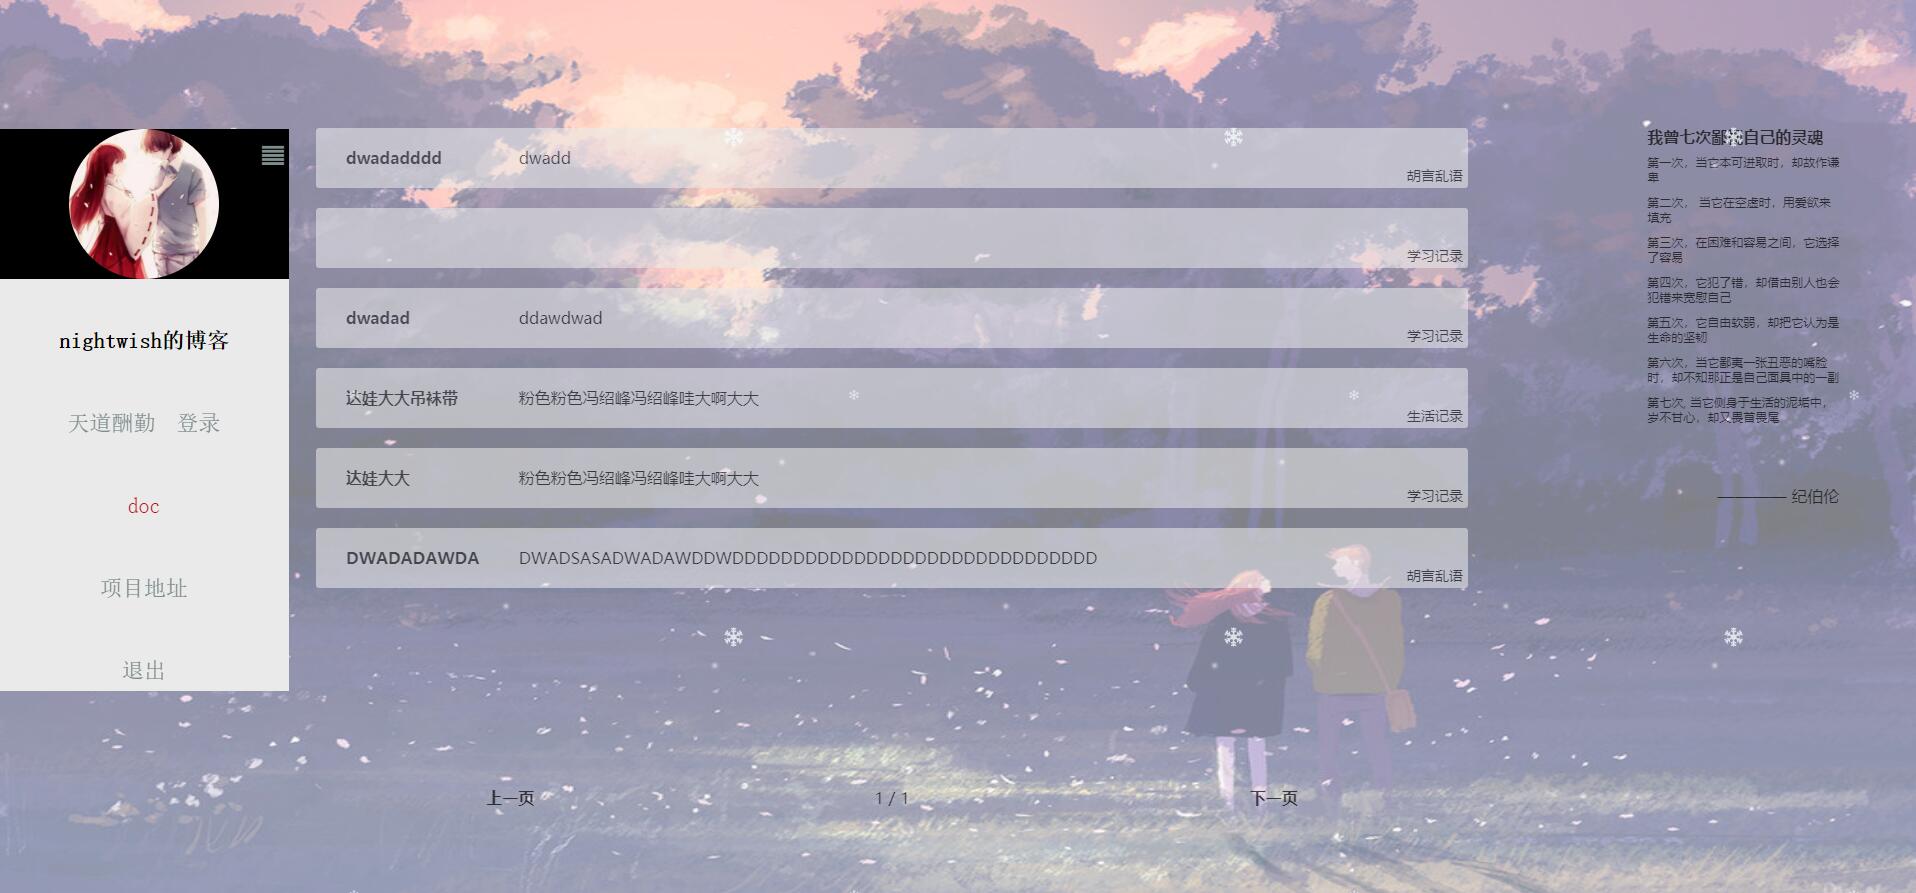 nightwish的博客
天道酬勤 登录
doc
项目地址
退出
dwadadddd dwadd
胡言乱语
学习记录
dwadad ddawdwad
学习记录
达娃大大吊袜带 粉色粉色冯绍峰冯绍峰哇大啊大大
生活记录
达娃大大 粉色粉色冯绍峰冯绍峰哇大啊大大
学习记录
DWADADAWDA DWADSASADWADAWDDWDDDDDDDDDDDDDDDDDDDDDDDDDDDDDD
胡言乱语
上一页 1 / 1 下一页
我曾七次鄙视自己的灵魂
第一次，当它本可进取时，却故作谦
卑
第二次， 当它在空虚时，用爱欲来
填充
第三次，在困难和容易之间，它选择
了容易
第四次，它犯了错，却借由别人也会
犯错来宽慰自己
第五次，它自由软弱，却把它认为是
生命的坚韧
第六次，当它鄙夷一张丑恶的嘴脸
时，却不知那正是自己面具中的一副
第七次, 当它侧身于生活的泥垢中，
岁不甘心，却又畏首畏尾
———— 纪伯伦